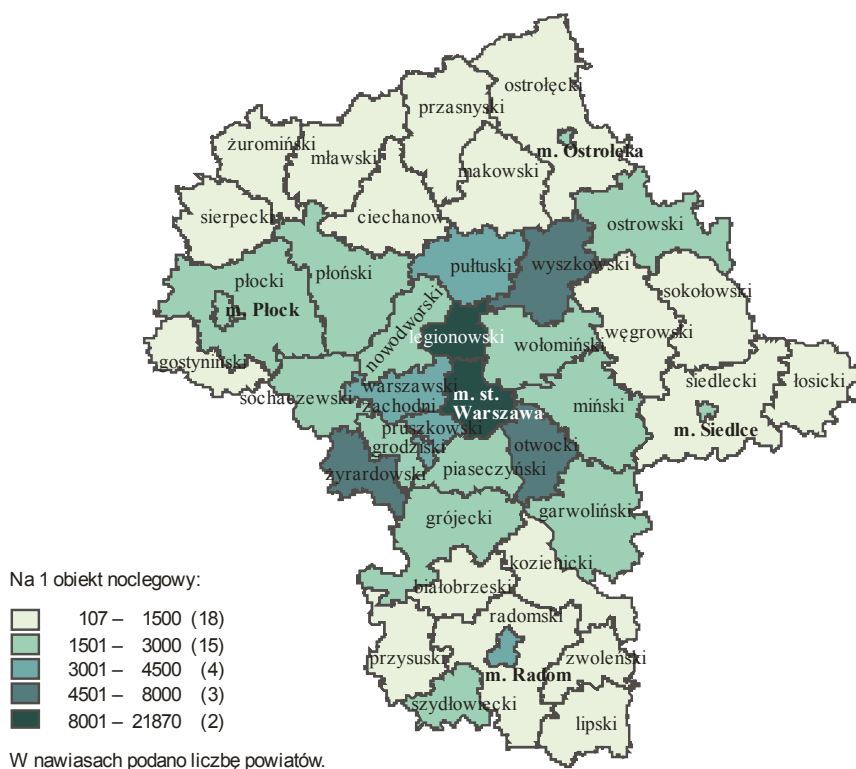 ostrołęcki
przasnyski
żuromiński
mławski
m. Ostrołęka
makowski
sierpecki
ciechanow
ostrowski
pułtuski
wyszkowski
płocki
płoński
sokołowski
m. Płock
nowodworski
legionowski
węgrowski
wołomiński
gostyniński
siedlecki
łosicki
sochaczewski
warszawski
zachodni
m. st.
Warszawa
miński
m. Siedlce
pruszkowski
grodziski
otwocki
żyrardowski
piaseczyński
grójecki
garwoliński
kozienicki
białobrzeski
radomski
przysuski
zwoleński
m. Radom
szydłowiecki
lipski
Na 1 obiekt noclegowy:
107 – 1500 (18)
1501 – 3000 (15)
3001 – 4500 (4)
4501 – 8000 (3)
8001 – 21870 (2)
W nawiasach podano liczbę powiatów.